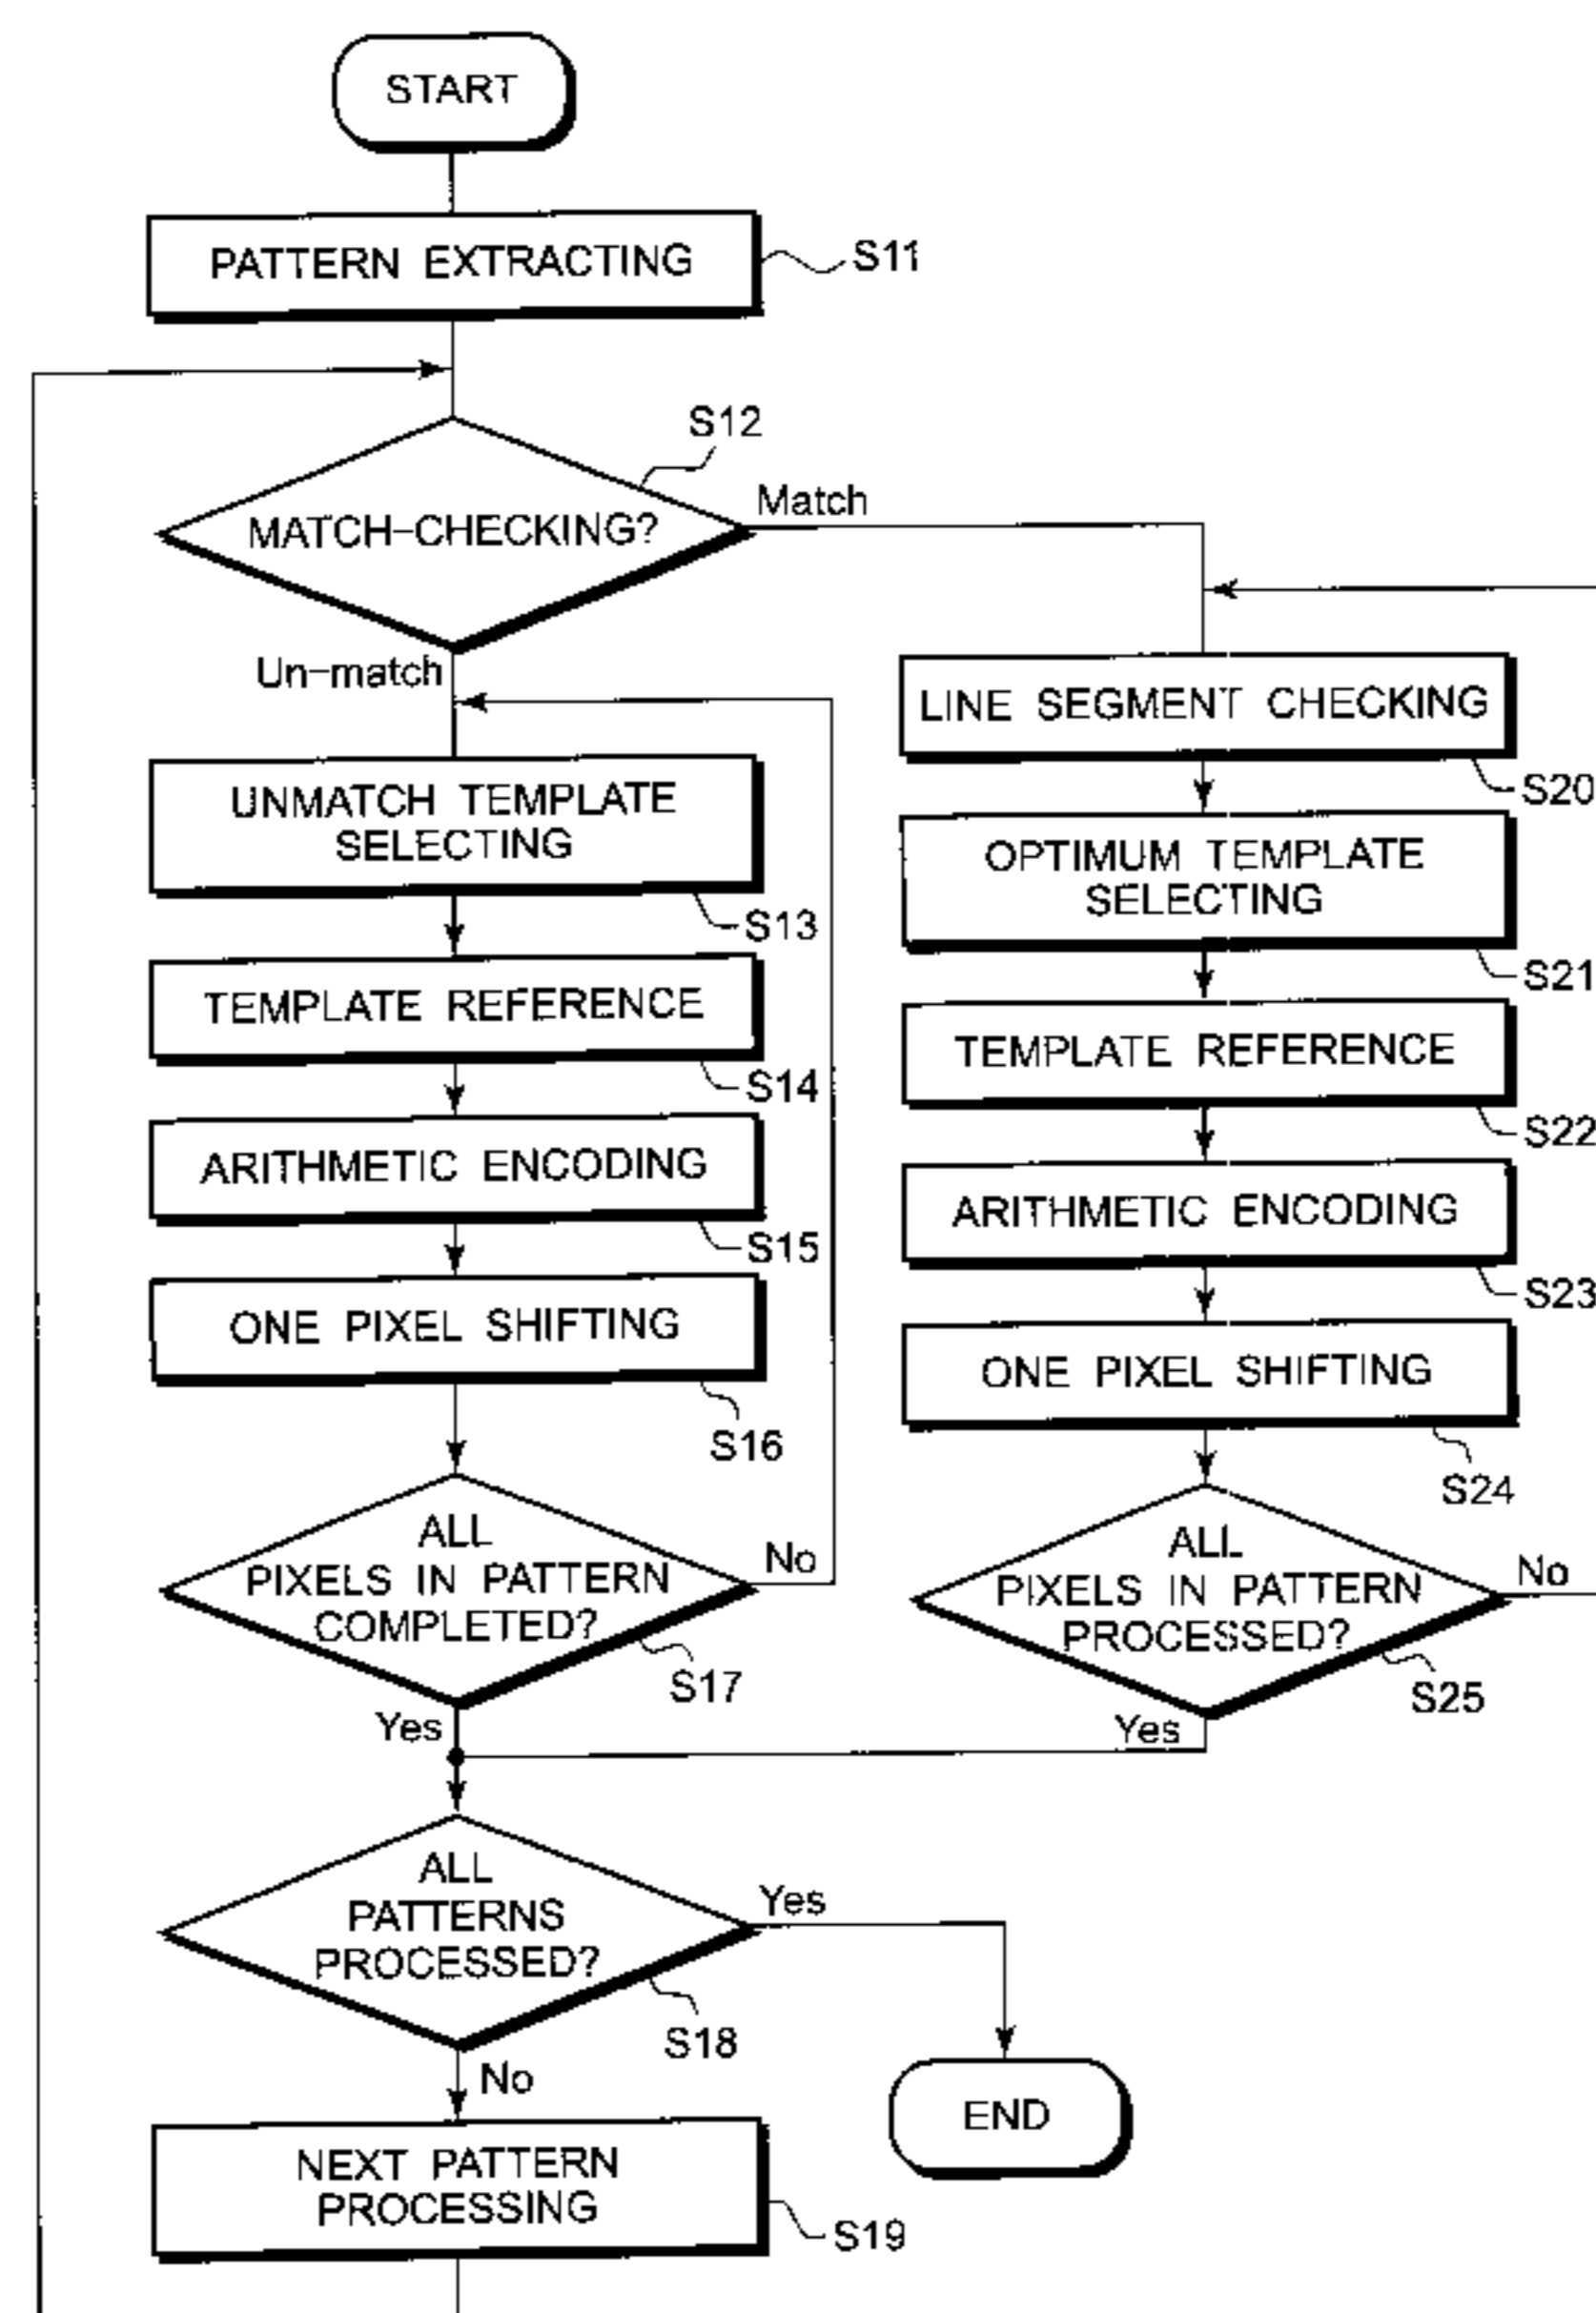 START
PATTERN EXTRACTING
S11
S12
MATCH-CHECKING?
Match
Un-match
UNMATCH TEMPLATE
SELECTING
S13
TEMPLATE REFERENCE
S14
ARITHMETIC ENCODING
S15
ONE PIXEL SHIFTING
S16
ALL
PIXELS IN PATTERN
COMPLETED?
No
S17
Yes
LINE SEGMENT CHECKING
S20
OPTIMUM TEMPLATE
SELECTING
S21
TEMPLATE REFERENCE
S22
ARITHMETIC ENCODING
S23
ONE PIXEL SHIFTING
S24
ALL
PIXELS IN PATTERN
PROCESSED?
No
S25
Yes
ALL
PATTERNS
PROCESSED?
Yes
S18
No
END
NEXT PATTERN
PROCESSING
S19